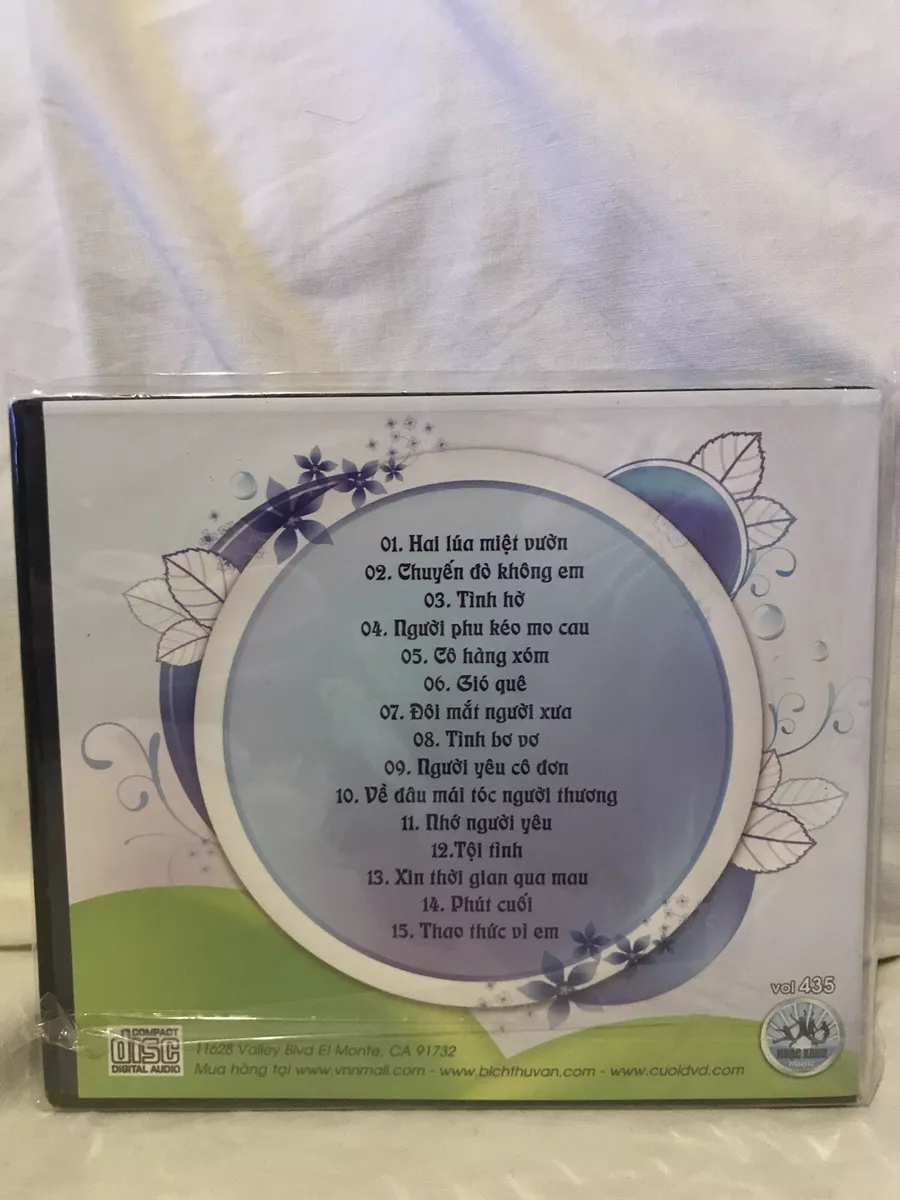 01. Hai lúa miệt vườn
02. Chuyến đò không em
03. Tình hờ
04. Người phu kéo mo cau
05. Cô hàng xóm
06. Gió quê
07. Đôi mắt người xưa
08. Tình bơ vơ
09. Người yêu cô đơn
10. Về đâu mái tóc người thương
11. Nhớ người yêu
12.Tội tình
13. Xin thời gian qua mau
14. Phút cuối
15. Thao thức vì em
vol 435
COMPACT
disc
DIGITAL AUDIO
11628 Valley Blvd El Monte, CA 91732
Mua hàng tại www.vnnmall.com - www.bichthuvan.com - www.cuoidvd.com
MUSIC